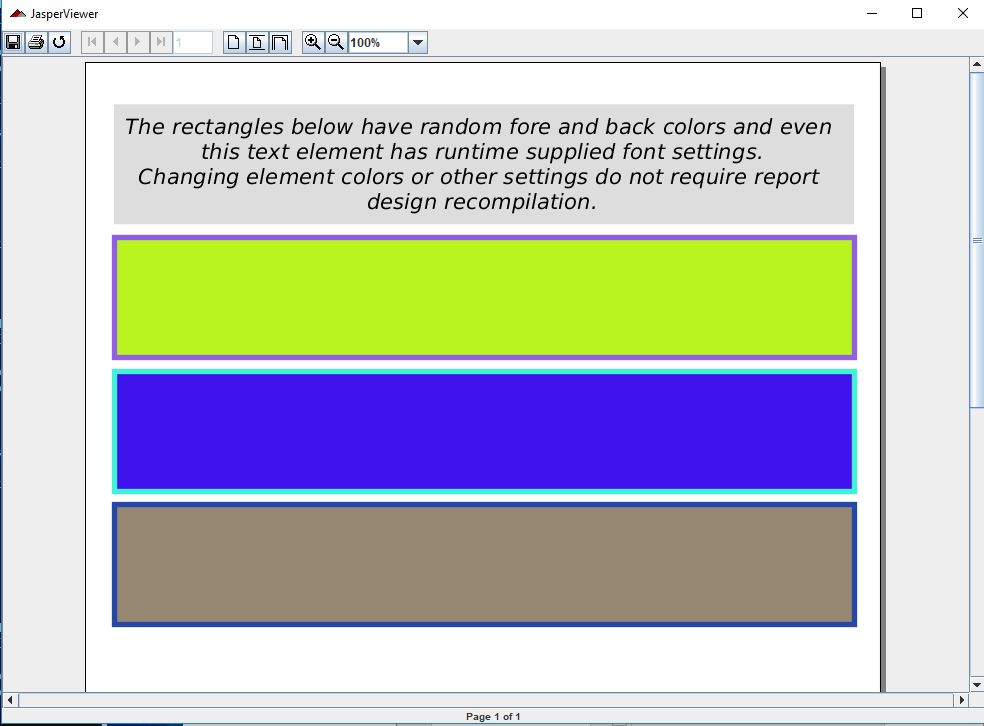 JasperViewer
1
100%
The rectangles below have random fore and back colors and even
this text element has runtime supplied font settings.
Changing element colors or other settings do not require report
design recompilation.
Page 1 of 1